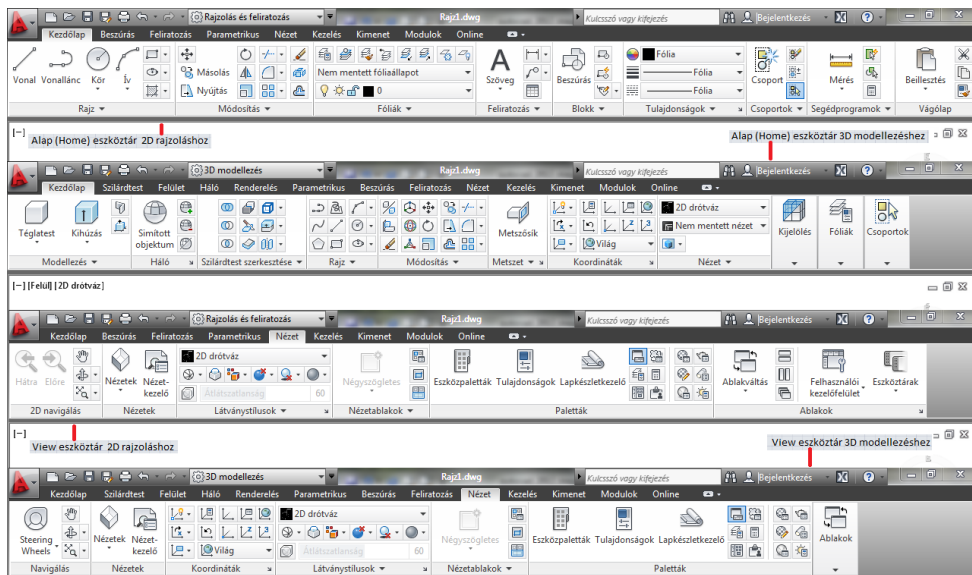 Rajzolás és feliratozás Rajz1.dwg Kulcsszó vagy kifejezés Bejelentkezés
Kezdőlap Beszúrás Feliratozás Parametrikus Nézet Kezelés Kimenet Modulok Online
Vonal Vonallánc Kör Ív Másolás Nyújtás Nem mentett fóliaállapot 0 Szöveg Beszúrás Fólia Fólia Fólia Csoport Mérés Beillesztés
Rajz Módosítás Fóliák Feliratozás Blokk Tulajdonságok Csoportok Segédprogramok Vágólap
[−]
Alap (Home) eszköztár 2D rajzoláshoz Alap (Home) eszköztár 3D modellezéshez
3D modellezés Rajz1.dwg Kulcsszó vagy kifejezés Bejelentkezés
Kezdőlap Szilárdtest Felület Háló Renderelés Parametrikus Beszúrás Feliratozás Nézet Kezelés Kimenet Modulok Online
Téglatest Kihúzás Simított objektum Metszősík Világ 2D drótváz Nem mentett nézet Kijelölés Fóliák Csoportok
Modellezés Háló Szilárdtest szerkesztése Rajz Módosítás Metszet Koordináták Nézet
[−] [Felül] [2D drótváz]
Rajzolás és feliratozás Rajz1.dwg Kulcsszó vagy kifejezés Bejelentkezés
Kezdőlap Beszúrás Feliratozás Parametrikus Nézet Kezelés Kimenet Modulok Online
Hátra Előre Nézetek Nézet-kezelő 2D drótváz Átlátszatlanság 60 Négyszögletes Eszközpaletták Tulajdonságok Lapkészletkezelő Ablakváltás Felhasználói kezelőfelület Eszköztárak
2D navigálás Nézetek Látványstílusok Nézetablakok Paletták Ablakok
[−]
View eszköztár 2D rajzoláshoz View eszköztár 3D modellezéshez
3D modellezés Rajz1.dwg Kulcsszó vagy kifejezés Bejelentkezés
Kezdőlap Szilárdtest Felület Háló Renderelés Parametrikus Beszúrás Feliratozás Nézet Kezelés Kimenet Modulok Online
Steering Wheels Nézetek Nézet-kezelő Világ 2D drótváz Átlátszatlanság 60 Négyszögletes Eszközpaletták Tulajdonságok Lapkészletkezelő Ablakok
Navigálás Nézetek Koordináták Látványstílusok Nézetablakok Paletták